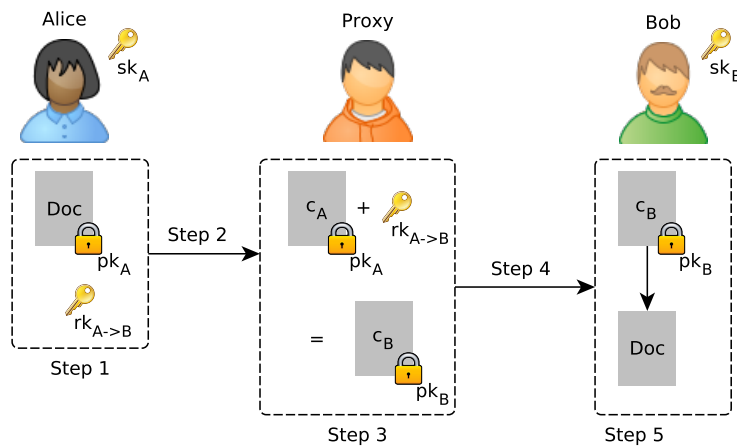 Alice
Proxy
Bob
sk_A
sk_B
Doc
pk_A
rk_A->B
Step 1
Step 2
c_A
+
rk_A->B
pk_A
=
c_B
pk_B
Step 3
Step 4
c_B
pk_B
Doc
Step 5